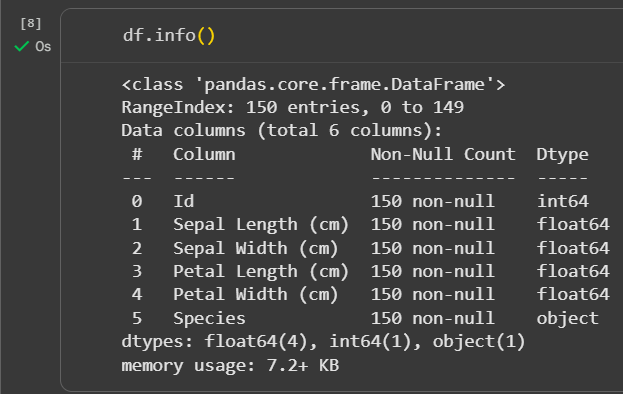 [8]
0s
df.info()
<class 'pandas.core.frame.DataFrame'>
RangeIndex: 150 entries, 0 to 149
Data columns (total 6 columns):
 #   Column             Non-Null Count  Dtype
---  ------             --------------  -----
 0   Id                 150 non-null    int64
 1   Sepal Length (cm)  150 non-null    float64
 2   Sepal Width (cm)   150 non-null    float64
 3   Petal Length (cm)  150 non-null    float64
 4   Petal Width (cm)   150 non-null    float64
 5   Species            150 non-null    object
dtypes: float64(4), int64(1), object(1)
memory usage: 7.2+ KB